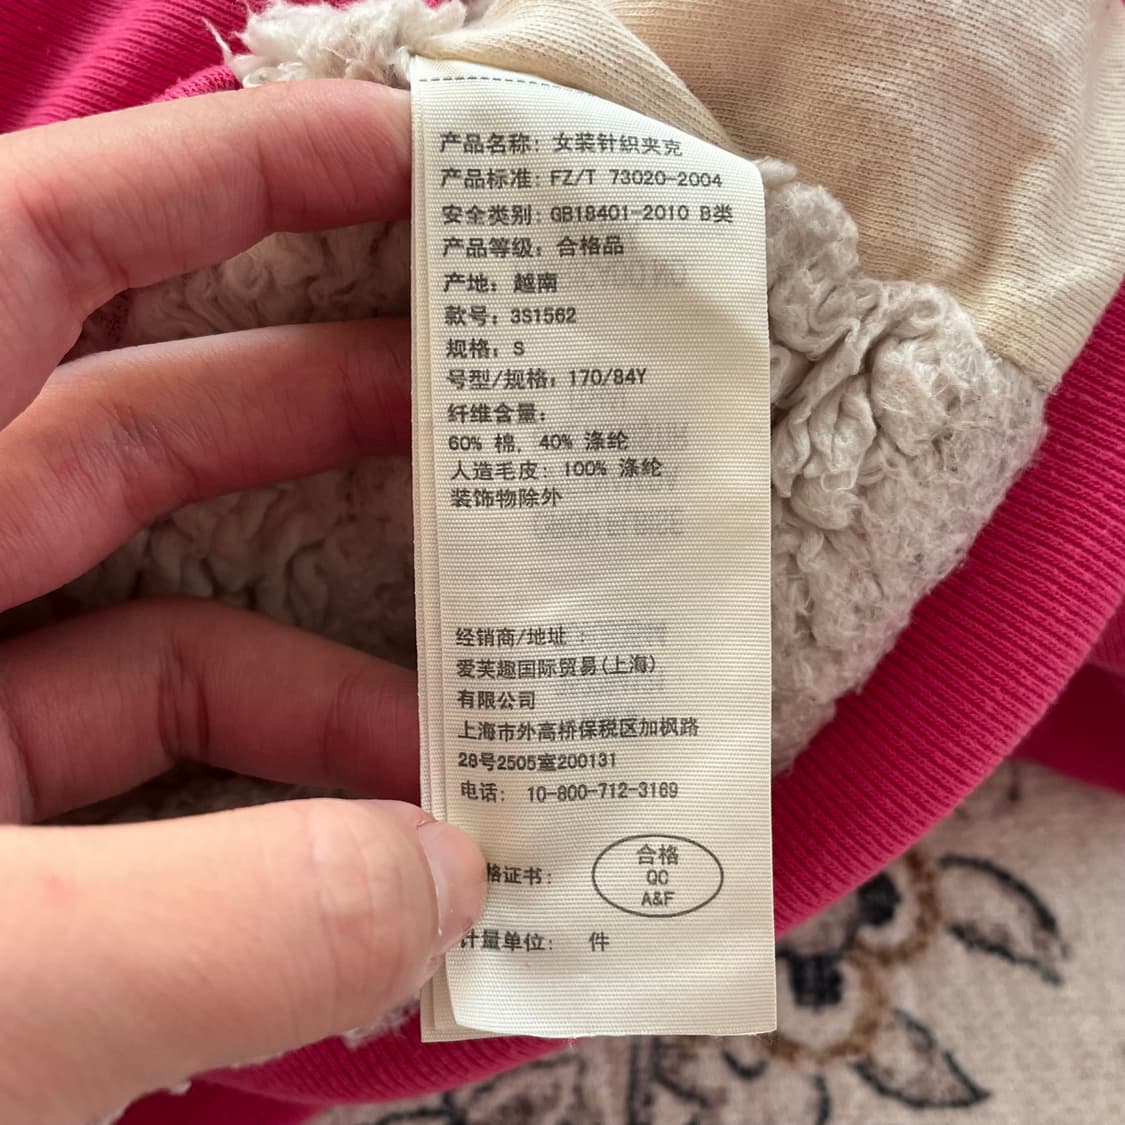 产品名称: 女装针织夹克
产品标准: FZ/T 73020-2004
安全类别: GB18401-2010 B类
产品等级: 合格品
产地: 越南
款号: 3S1562
规格: S
号型/规格: 170/84Y
纤维含量:
60% 棉, 40% 涤纶
人造毛皮: 100% 涤纶
装饰物除外
经销商/地址 :
爱芙趣国际贸易(上海)
有限公司
上海市外高桥保税区加枫路
28号2505室200131
电话: 10-800-712-3169
格证书:
合格
QC
A&F
计量单位: 件